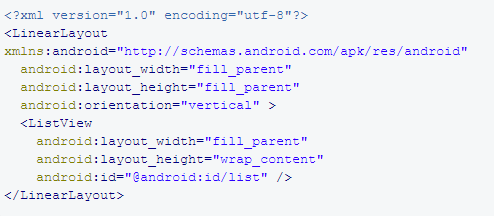 <?xml version="1.0" encoding="utf-8"?>
<LinearLayout
xmlns:android="http://schemas.android.com/apk/res/android"
  android:layout_width="fill_parent"
  android:layout_height="fill_parent"
  android:orientation="vertical" >
  <ListView
    android:layout_width="fill_parent"
    android:layout_height="wrap_content"
    android:id="@android:id/list" />
</LinearLayout>